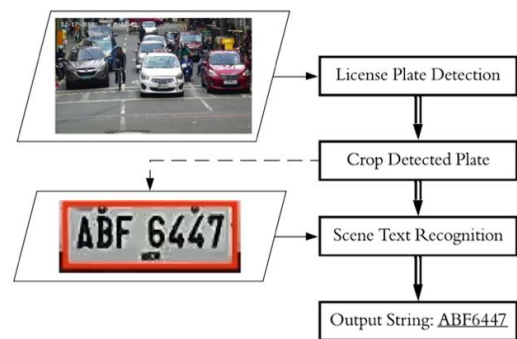 License Plate Detection
Crop Detected Plate
ABF 6447
Scene Text Recognition
Output String: ABF6447